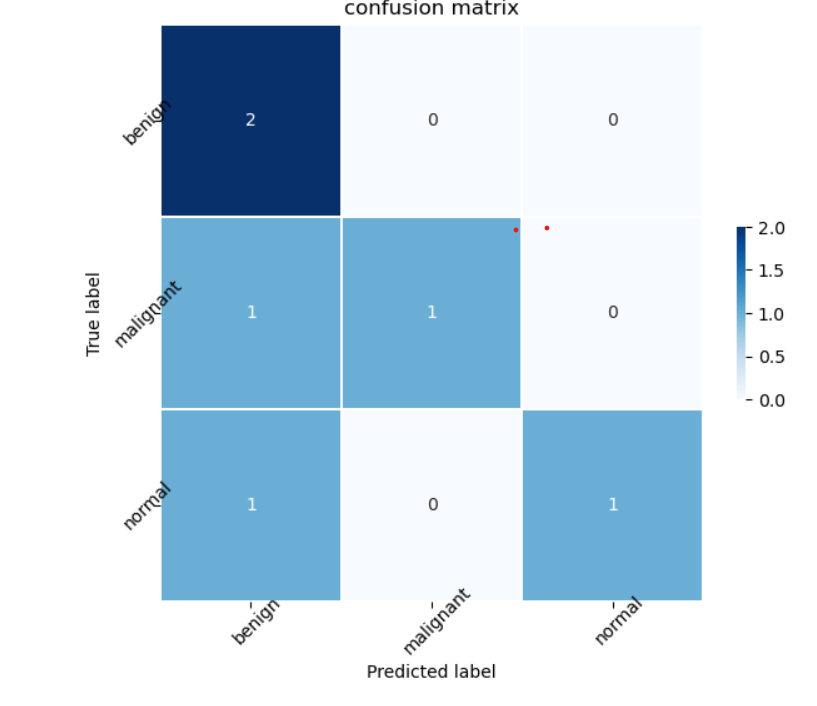 confusion matrix
benign
2
0
0
malignant
1
1
0
normal
1
0
1
True label
benign
malignant
normal
Predicted label
2.0
1.5
1.0
0.5
0.0